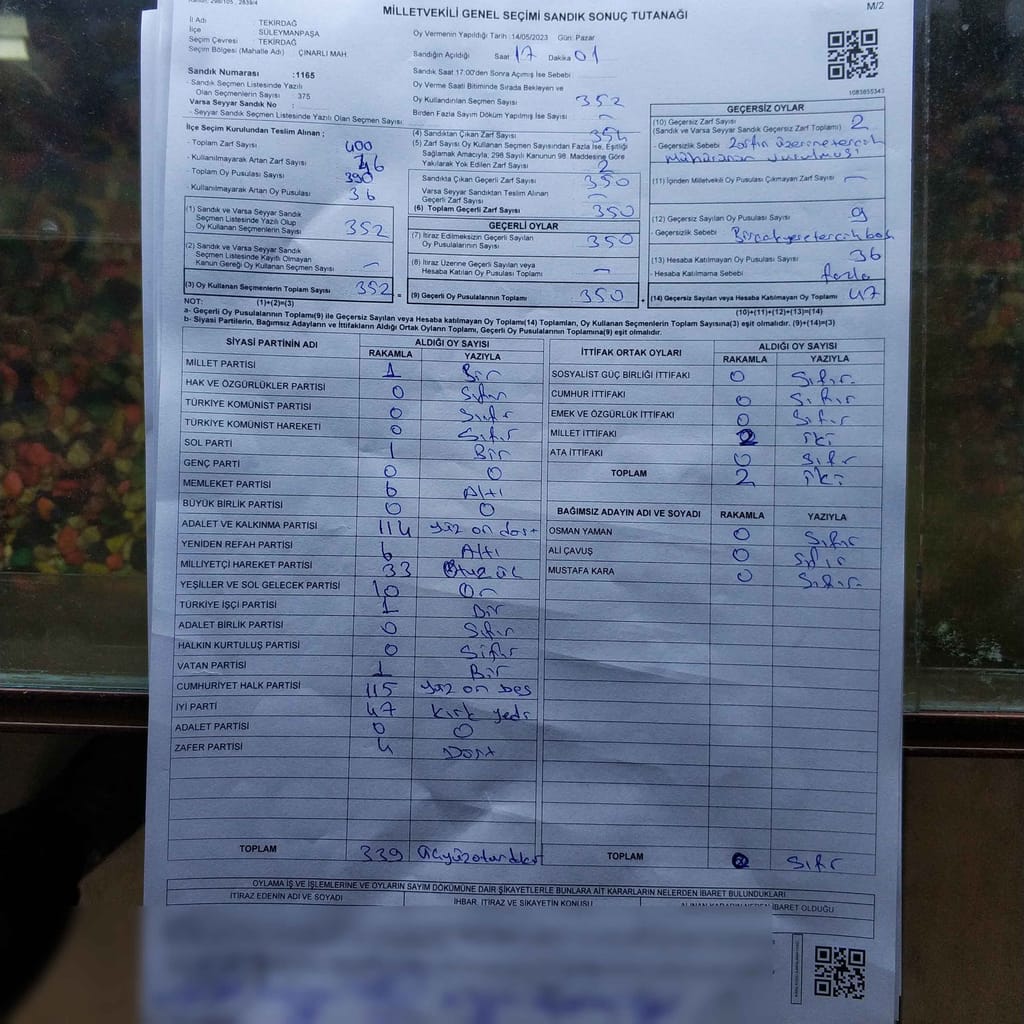 MİLLETVEKİLİ GENEL SEÇİMİ SANDIK SONUÇ TUTANAĞI
M/2
İl Adı : TEKİRDAĞ
İlçe : SÜLEYMANPAŞA
Seçim Çevresi : TEKİRDAĞ
Seçim Bölgesi (Mahalle Adı) ÇINARLI MAH.
Sandık Numarası :1165
- Sandık Seçmen Listesinde Yazılı
Olan Seçmenlerin Sayısı 375
Varsa Seyyar Sandık No :
- Seyyar Seçmen Listesinde Yazılı Olan Seçmen Sayısı
İlçe Seçim Kurulundan Teslim Alınan ;
- Toplam Zarf Sayısı 400
- Kullanılmayarak Artan Zarf Sayısı 46
- Toplam Oy Pusulası Sayısı 390
- Kullanılmayarak Artan Oy Pusulası 36
(1) Sandık ve Varsa Seyyar Sandık
Seçmen Listesinde Yazılı Olup
Oy Kullanan Seçmenlerin Sayısı 352
(2) Sandık ve Varsa Seyyar Sandık
Seçmen Listesinde Kayıtlı Olmayan
Kanun Gereği Oy Kullanan Seçmen Sayısı —
(3) Oy Kullanan Seçmenlerin Toplam Sayısı 352 =
Oy Vermenin Yapıldığı Tarih :14/05/2023 Gün: Pazar
Sandığın Açıldığı Saat 17 Dakika 01
Sandık Saat 17:00'den Sonra Açılmış İse Sebebi
Oy Verme Saati Bitiminde Sırada Bekleyen ve
Oy Kullandırılan Seçmen Sayısı 352
Birden Fazla Sayım Döküm Yapılmış İse Sayısı —
(4) Sandıktan Çıkan Zarf Sayısı 354
(5) Zarf Sayısı Oy Kullanan Seçmen Sayısından Fazla İse, Eşitliği
Sağlamak Amacıyla, 298 Sayılı Kanunun 98. Maddesine Göre
Yakılarak Yok Edilen Zarf Sayısı 2
Sandıkta Çıkan Geçerli Zarf Sayısı 350
Varsa Seyyar Sandıktan Teslim Alınan
Geçerli Zarf Sayısı —
(6) Toplam Geçerli Zarf Sayısı 350
GEÇERLİ OYLAR
(7) İtiraz Edilmeksizin Geçerli Sayılan
Oy Pusulalarının Sayısı 350
(8) İtiraz Üzerine Geçerli Sayılan veya
Hesaba Katılan Oy Pusulası Toplamı —
(9) Geçerli Oy Pusulalarının Toplamı 350 +
1083655343
GEÇERSİZ OYLAR
(10) Geçersiz Zarf Sayısı
(Sandık ve Varsa Seyyar Sandık Geçersiz Zarf Toplamı) 2
- Geçersizlik Sebebi Zarfın üzerine tercih
(11) İçinden Milletvekili Oy Pusulası Çıkmayan Zarf Sayısı —
(12) Geçersiz Sayılan Oy Pusulası Sayısı 9
- Geçersizlik Sebebi
(13) Hesaba Katılmayan Oy Pusulası Sayısı 36
- Hesaba Katılmama Sebebi fazla
(14) Geçersiz Sayılan veya Hesaba Katılmayan Oy Toplamı 47
NOT: (1)+(2)=(3)
(10)+(11)+(12)+(13)=(14)
a- Geçerli Oy Pusulalarının Toplamı(9) ile Geçersiz Sayılan veya Hesaba Katılmayan Oy Toplamı(14) Toplamları, Oy Kullanan Seçmenlerin Toplam Sayısına(3) eşit olmalıdır. (9)+(14)=(3)
b- Siyasi Partilerin, Bağımsız Adayların ve İttifakların Aldığı Ortak Oyların Toplamı, Geçerli Oy Pusulalarının Toplamına(9) eşit olmalıdır.
SİYASİ PARTİNİN ADI ALDIĞI OY SAYISI
RAKAMLA YAZIYLA
MİLLET PARTİSİ 1 Bir
HAK VE ÖZGÜRLÜKLER PARTİSİ 0 Sıfır
TÜRKİYE KOMÜNİST PARTİSİ 0 Sıfır
TÜRKİYE KOMÜNİST HAREKETİ 0 Sıfır
SOL PARTİ 1 Bir
GENÇ PARTİ 0 0
MEMLEKET PARTİSİ 6 Altı
BÜYÜK BİRLİK PARTİSİ 0 0
ADALET VE KALKINMA PARTİSİ 114 yüz on dört
YENİDEN REFAH PARTİSİ 6 Altı
MİLLİYETÇİ HAREKET PARTİSİ 33 Otuz üç
YEŞİLLER VE SOL GELECEK PARTİSİ 10 On
TÜRKİYE İŞÇİ PARTİSİ 1 Bir
ADALET BİRLİK PARTİSİ 0 Sıfır
HALKIN KURTULUŞ PARTİSİ 0 Sıfır
VATAN PARTİSİ 1 Bir
CUMHURİYET HALK PARTİSİ 115 yüz on beş
İYİ PARTİ 47 kırk yedi
ADALET PARTİSİ 0 0
ZAFER PARTİSİ 4 Dört
TOPLAM 339 üçyüzotuzdokuz
İTTİFAK ORTAK OYLARI ALDIĞI OY SAYISI
RAKAMLA YAZIYLA
SOSYALİST GÜÇ BİRLİĞİ İTTİFAKI 0 Sıfır
CUMHUR İTTİFAKI 0 Sıfır
EMEK VE ÖZGÜRLÜK İTTİFAKI 0 Sıfır
MİLLET İTTİFAKI 2 iki
ATA İTTİFAKI 0 Sıfır
TOPLAM 2 iki
BAĞIMSIZ ADAYIN ADI VE SOYADI RAKAMLA YAZIYLA
OSMAN YAMAN 0 Sıfır
ALİ ÇAVUŞ 0 Sıfır
MUSTAFA KARA 0 Sıfır
TOPLAM Sıfır
OYLAMA İŞ VE İŞLEMLERİNE VE OYLARIN SAYIM DÖKÜMÜNE DAİR ŞİKAYETLERLE BUNLARA AİT KARARLARIN NELERDEN İBARET BULUNDUKLARI
İTİRAZ EDENİN ADI VE SOYADI
İHBAR, İTİRAZ VE ŞİKAYETİN KONUSU
ALINAN KARARIN NEDEN İBARET OLDUĞU